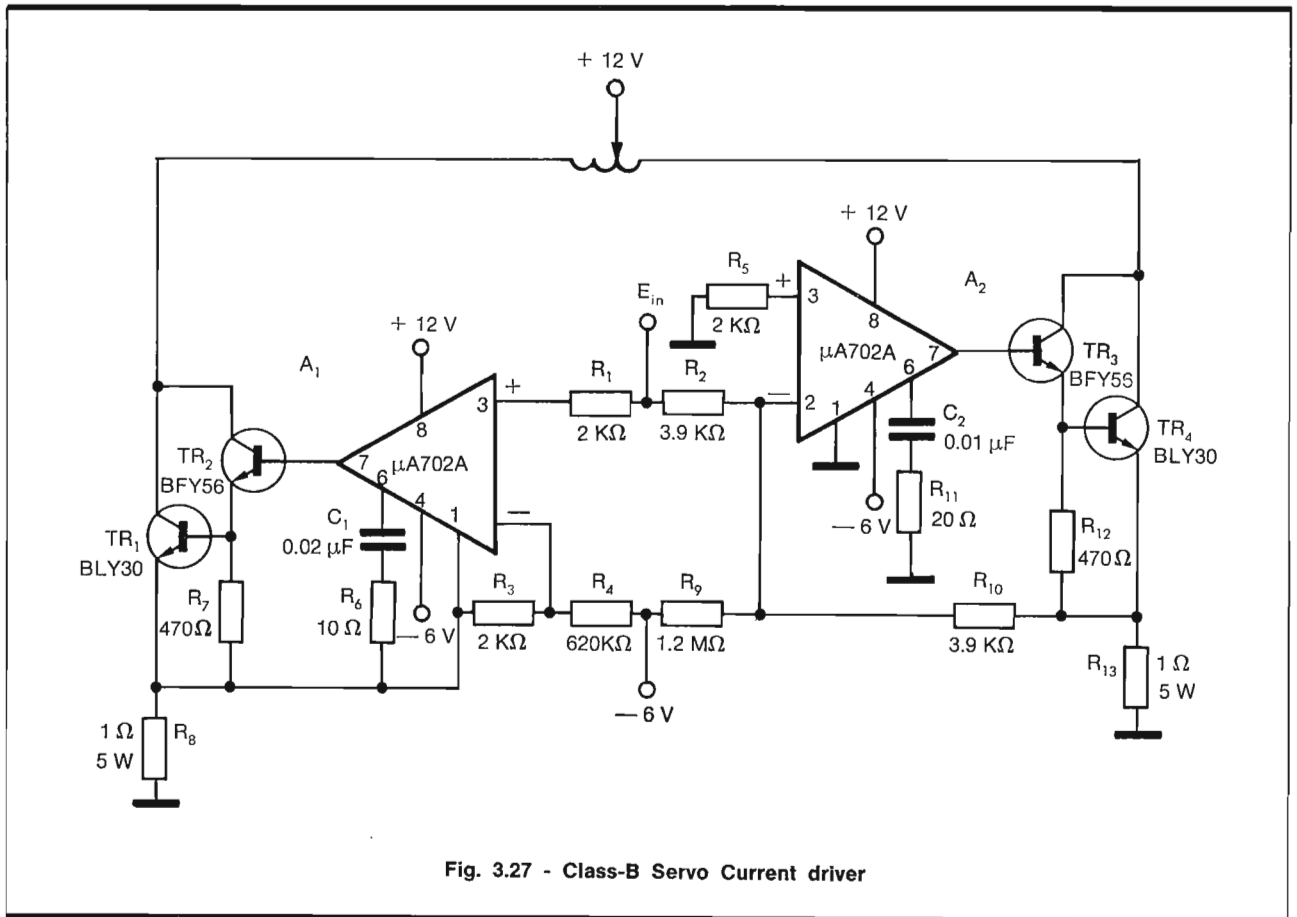 + 12 V
+ 12 V
A₂
R₅
+
3
8
2 KΩ
Eᵢₙ
+ 12 V
μA702A
7
6
TR₃
BFY56
A₁
+
3
R₁
R₂
4
−
2
1
2 KΩ
3.9 KΩ
C₂
0.01 μF
TR₄
BLY30
8
TR₂
BFY56
7
μA702A
6
4
1
−
C₁
0.02 μF
R₁₁
20 Ω
− 6 V
R₁₂
470Ω
TR₁
BLY30
R₇
470Ω
R₆
10 Ω
− 6 V
R₃
R₄
R₉
R₁₀
2 KΩ
620KΩ
1.2 MΩ
3.9 KΩ
R₁₃
1 Ω
5 W
− 6 V
1 Ω
5 W
R₈
Fig. 3.27 - Class-B Servo Current driver